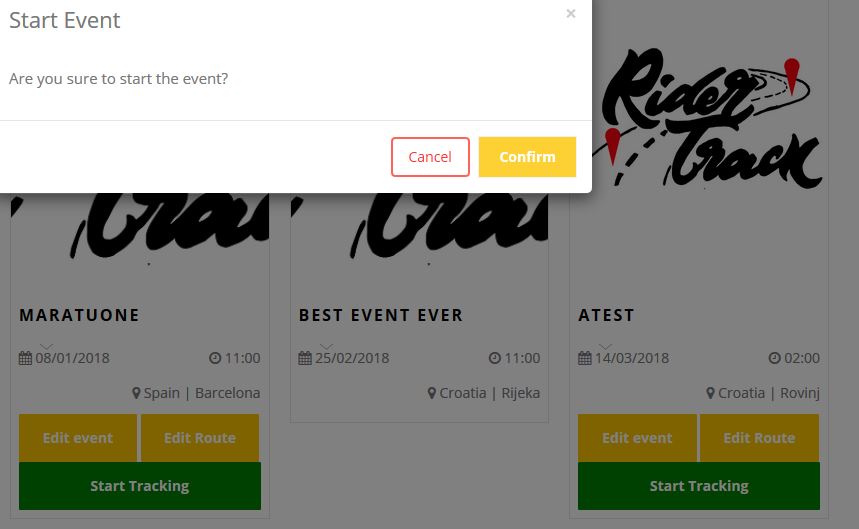 Start Event
×
Are you sure to start the event?
Cancel
Confirm
Rider
Track
MARATUONE
08/01/2018
11:00
Spain | Barcelona
Edit event
Edit Route
Start Tracking
BEST EVENT EVER
25/02/2018
11:00
Croatia | Rijeka
ATEST
14/03/2018
02:00
Croatia | Rovinj
Edit event
Edit Route
Start Tracking